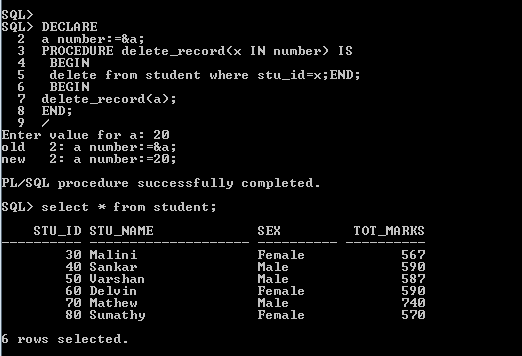 SQL>
SQL> DECLARE
2 a number:=&a;
3 PROCEDURE delete_record(x IN number) IS
4 BEGIN
5 delete from student where stu_id=x;END;
6 BEGIN
7 delete_record(a);
8 END;
9 /
Enter value for a: 20
old 2: a number:=&a;
new 2: a number:=20;
PL/SQL procedure successfully completed.
SQL> select * from student;
STU_ID STU_NAME SEX TOT_MARKS
30 Malini Female 567
40 Sankar Male 590
50 Varshan Male 587
60 Delvin Female 590
70 Mathew Male 740
80 Sumathy Female 570
6 rows selected.